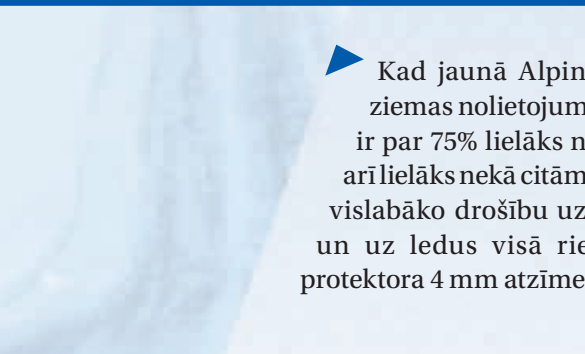 Kad jaunā Alpin
ziemas nolietojum
ir par 75% lielāks n
arī lielāks nekā citām
vislabāko drošību uz
un uz ledus visā rie
protektora 4 mm atzīme